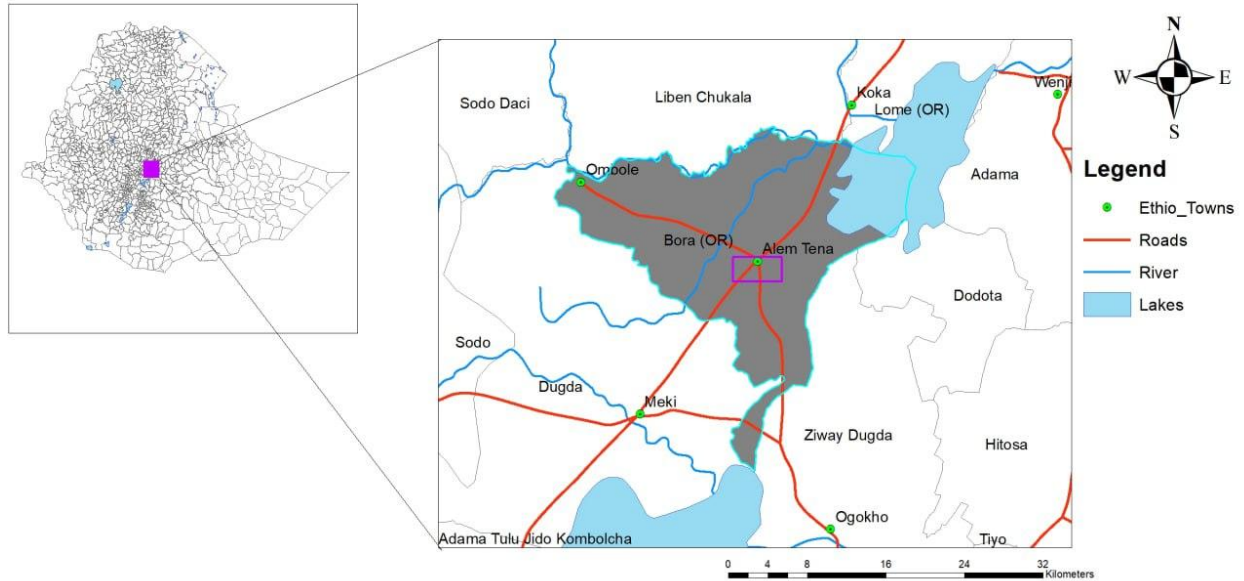 N
W E
S
Legend
Ethio_Towns
Roads
River
Lakes
Sodo Daci
Liben Chukala
Koka
Lome (OR)
Wenji
Adama
Ombole
Bora (OR)
Alem Tena
Dodota
Sodo
Dugda
Meki
Ziway Dugda
Hitosa
Ogokho
Adama Tulu Jido Kombolcha
Tiyo
0 4 8 16 24 32
Kilometers